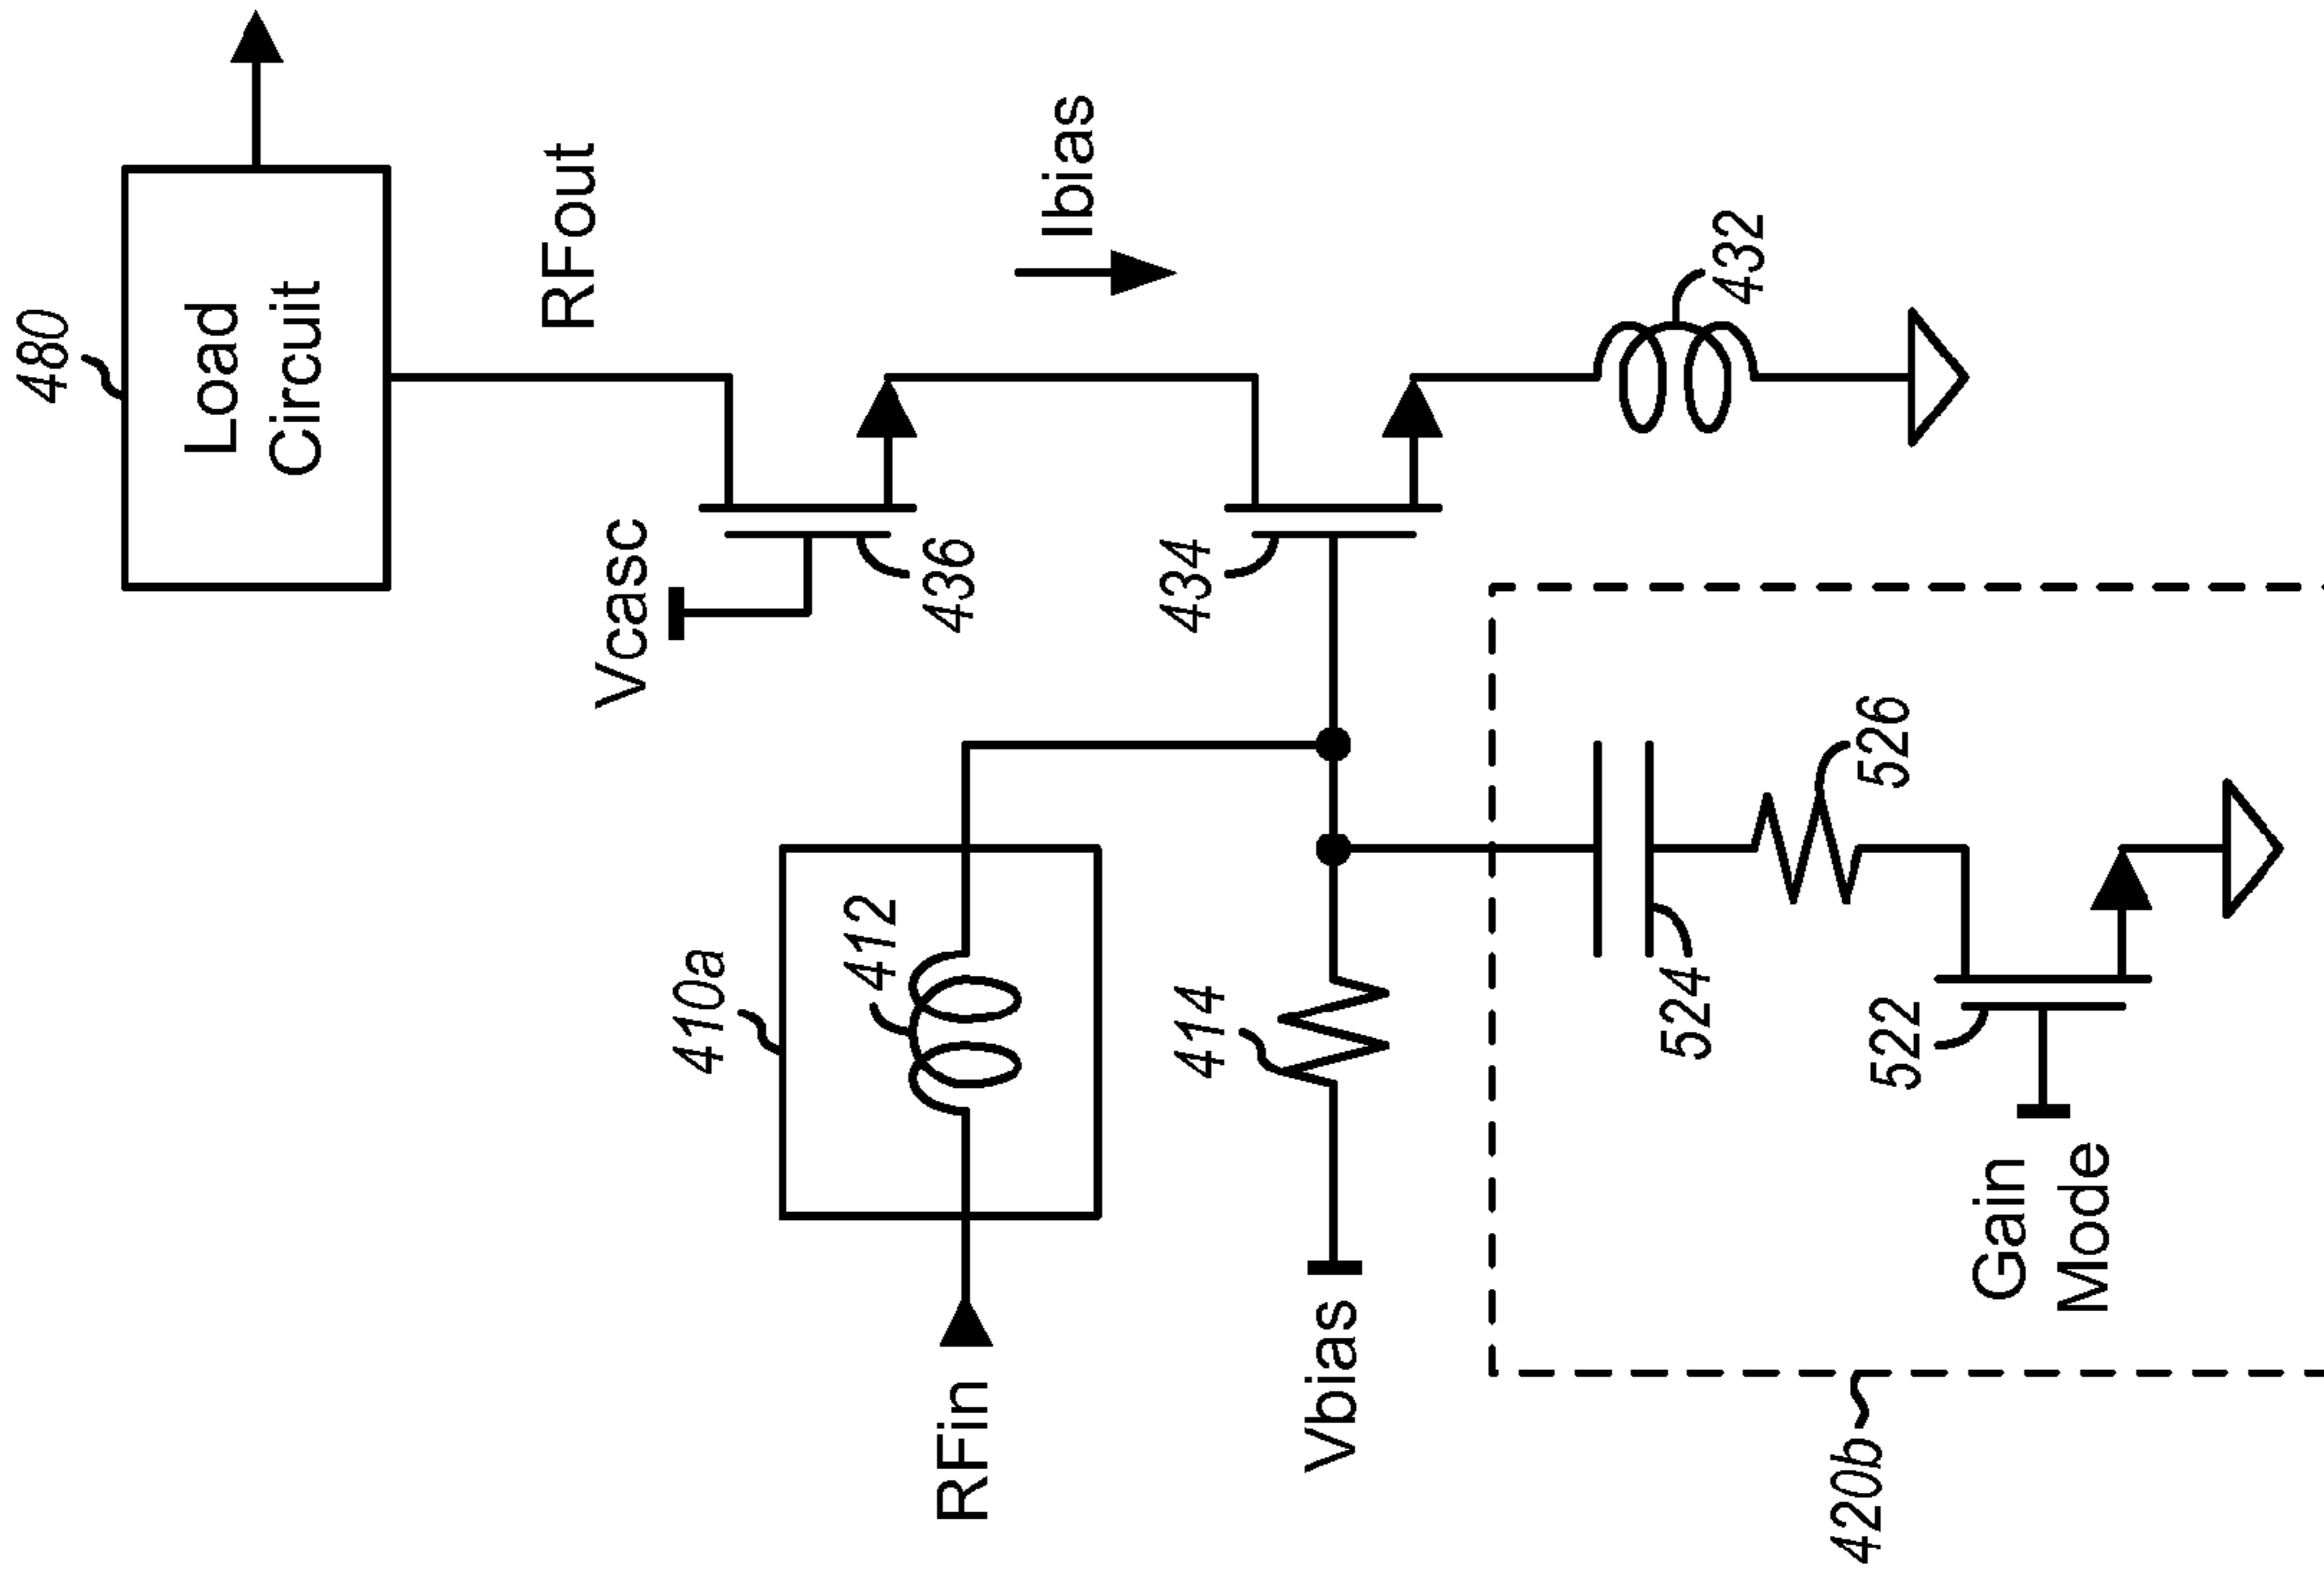 480
Load
Circuit
RFout
Vcasc
436
Ibias
410a
412
RFin
434
432
414
Vbias
524
526
522
Gain
Mode
420b